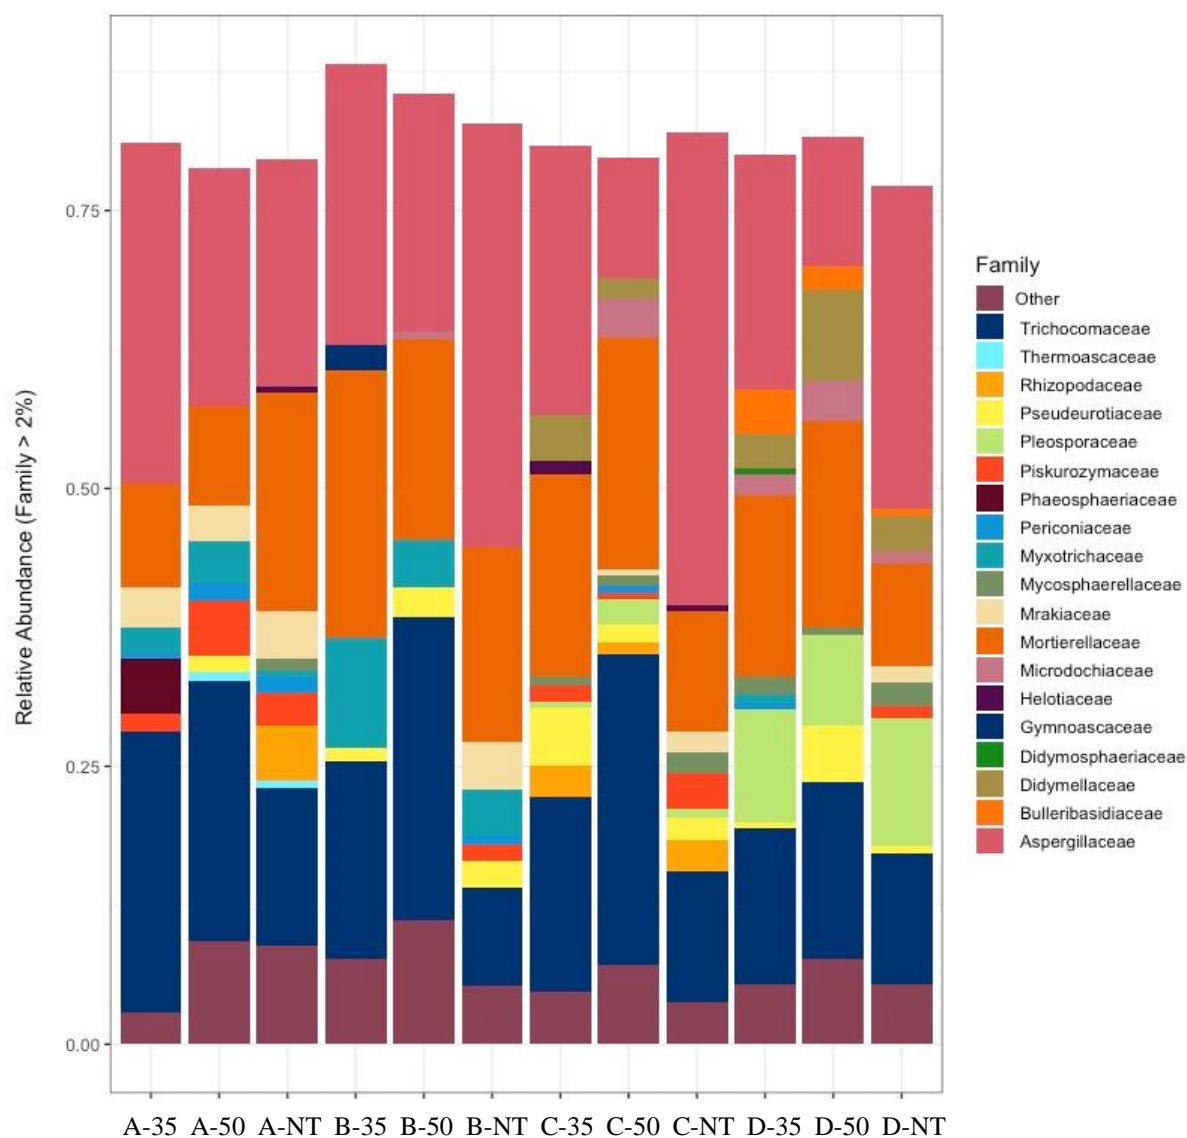 Relative Abundance (Family > 2%)
0.75
0.50
0.25
0.00
A-35 A-50 A-NT B-35 B-50 B-NT C-35 C-50 C-NT D-35 D-50 D-NT
Family
Other
Trichocomaceae
Thermoascaceae
Rhizopodaceae
Pseudeurotiaceae
Pleosporaceae
Piskurozymaceae
Phaeosphaeriaceae
Periconiaceae
Myxotrichaceae
Mycosphaerellaceae
Mrakiaceae
Mortierellaceae
Microdochiaceae
Helotiaceae
Gymnoascaceae
Didymosphaeriaceae
Didymellaceae
Bulleribasidiaceae
Aspergillaceae